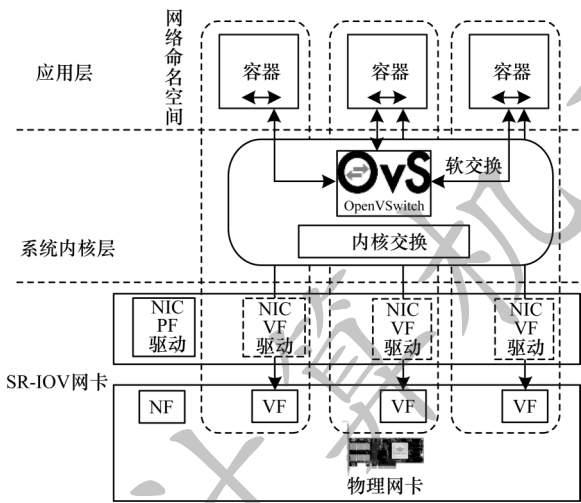 网络命名空间
应用层
容器
容器
容器
OvS
软交换
OpenVSwitch
内核交换
系统内核层
NIC
PF
驱动
NIC
VF
驱动
NIC
VF
驱动
NIC
VF
驱动
SR-IOV网卡
NF
VF
VF
VF
物理网卡
计算机